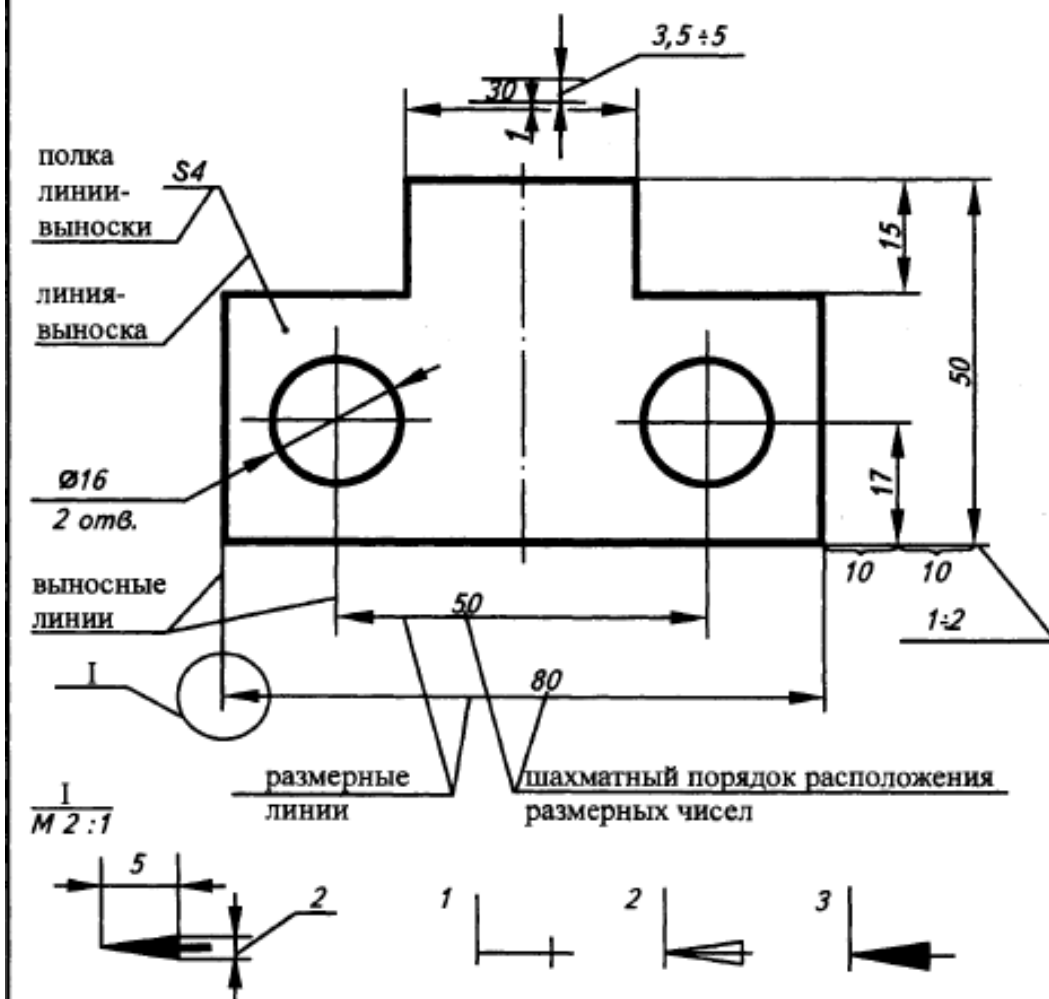 3,5÷5
30
1
полка
линии-
выноски
S4
15
линия-
выноска
50
17
Ø16
2 отв.
10 10
выносные
линии
50
1÷2
I
80
размерные
линии
шахматный порядок расположения
размерных чисел
I
М 2:1
5
2
1
2
3